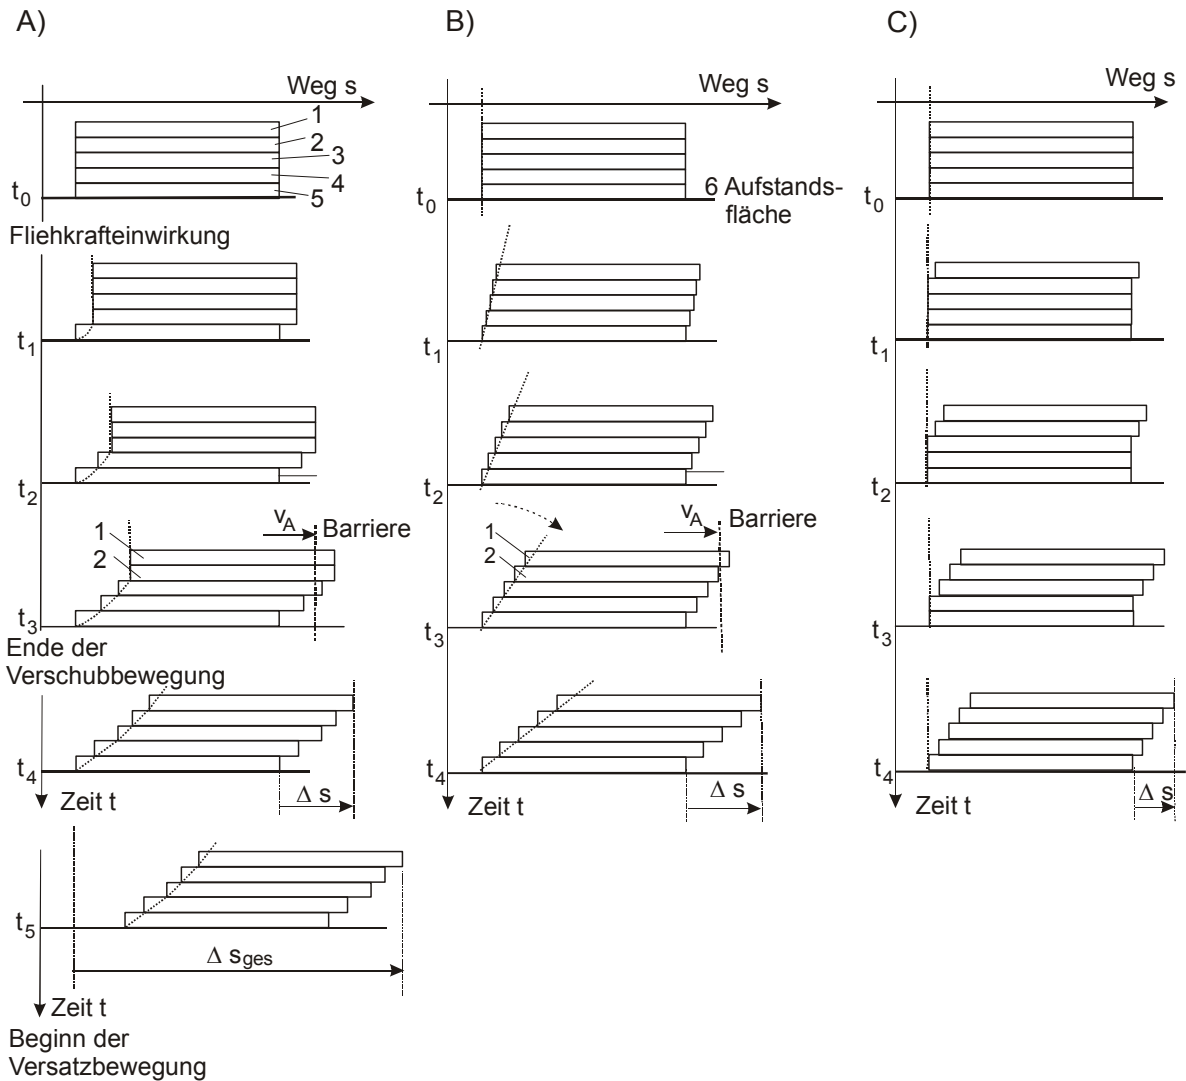 A)
Weg s
1
2
3
4
5
t0
Fliehkrafteinwirkung
t1
t2
vA
Barriere
1
2
t3
Ende der
Verschubbewegung
t4
Δ s
Zeit t
t5
Δ sges
Zeit t
Beginn der
Versatzbewegung
B)
Weg s
t0
6 Aufstands-
fläche
t1
t2
vA
Barriere
1
2
t3
t4
Δ s
Zeit t
C)
Weg s
t0
t1
t2
t3
t4
Δ s
Zeit t